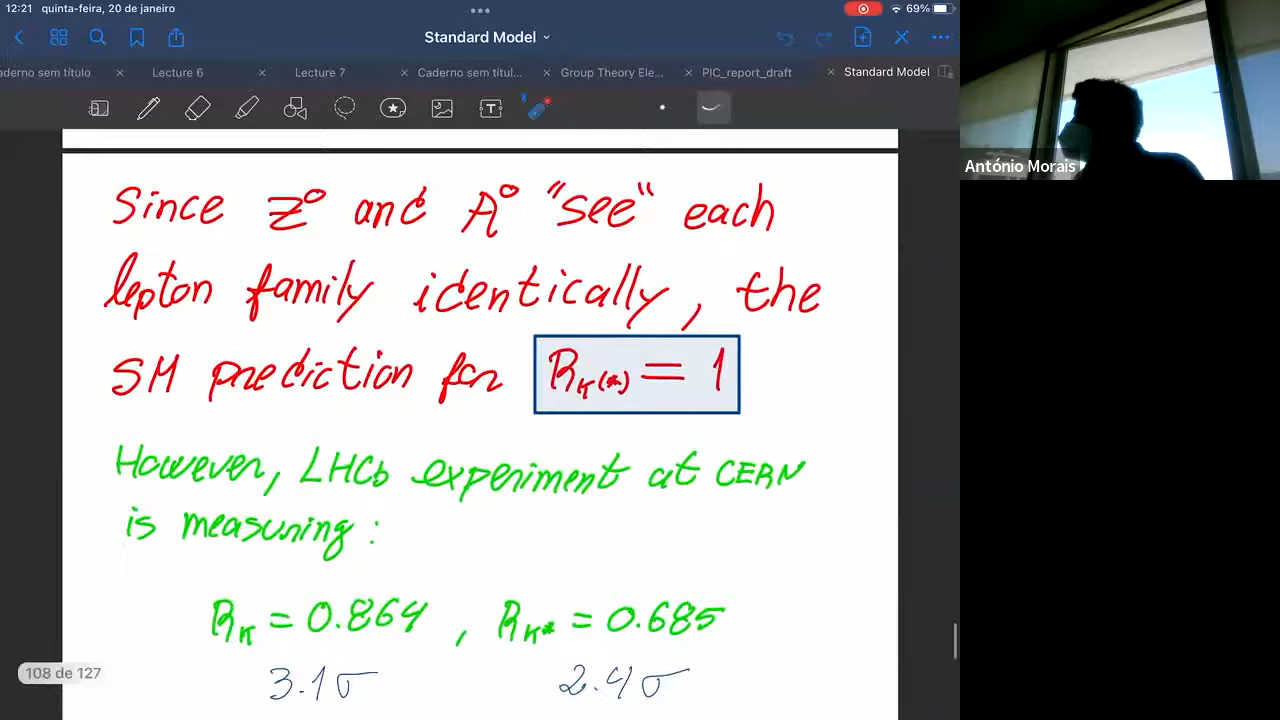 12:21 quinta-feira, 20 de janeiro
69%
Standard Model
aderno sem título
Lecture 6
Lecture 7
Caderno sem títul...
Group Theory Ele...
PIC_report_draft
Standard Model
T
António Morais
Since Z⁰ and A⁰ "see" each
lepton family identically, the
SM prediction for R_K(*) = 1
However, LHCb experiment at CERN
is measuring:
R_K = 0.864 , R_K* = 0.685
3.1σ 2.4σ
108 de 127